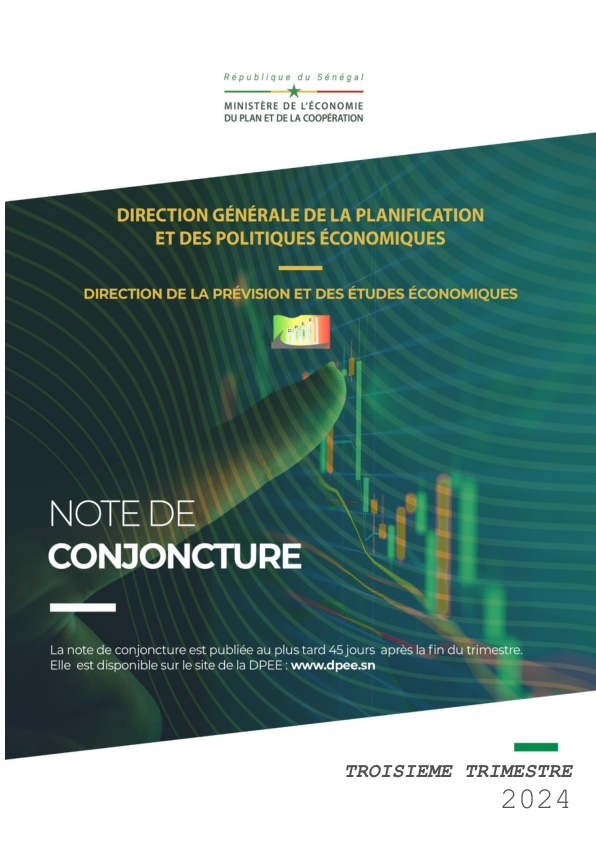 République du Sénégal
MINISTÈRE DE L'ÉCONOMIE
DU PLAN ET DE LA COOPÉRATION
DIRECTION GÉNÉRALE DE LA PLANIFICATION
ET DES POLITIQUES ÉCONOMIQUES
DIRECTION DE LA PRÉVISION ET DES ÉTUDES ÉCONOMIQUES
NOTE DE
CONJONCTURE
La note de conjoncture est publiée au plus tard 45 jours après la fin du trimestre.
Elle est disponible sur le site de la DPEE : www.dpee.sn
TROISIEME TRIMESTRE
2024